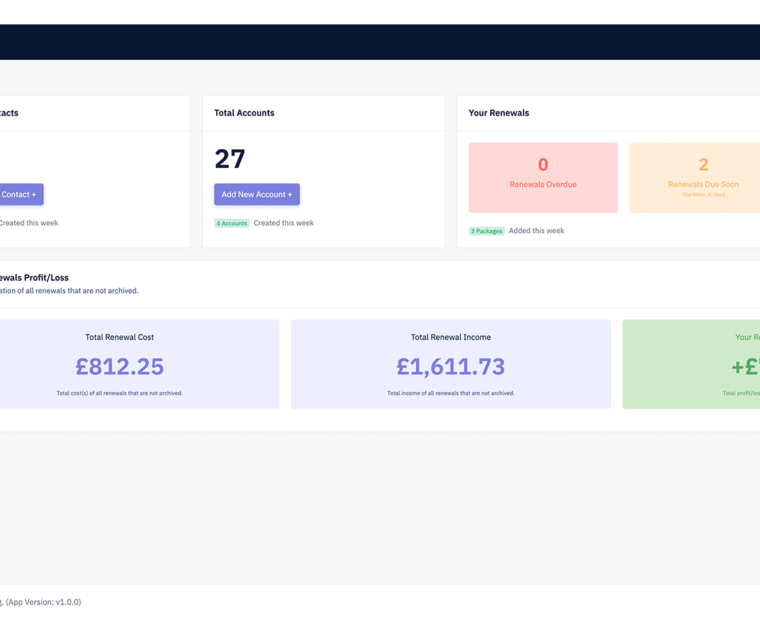 tacts
Contact +
Created this week
Total Accounts
27
Add New Account +
4 Accounts Created this week
Your Renewals
0
Renewals Overdue
2
Renewals Due Soon
(Due Within 30 Days)
3 Packages Added this week
ewals Profit/Loss
ation of all renewals that are not archived.
Total Renewal Cost
£812.25
Total cost(s) of all renewals that are not archived.
Total Renewal Income
£1,611.73
Total income of all renewals that are not archived.
Your Re
+£
Total profit/los
g. (App Version: v1.0.0)